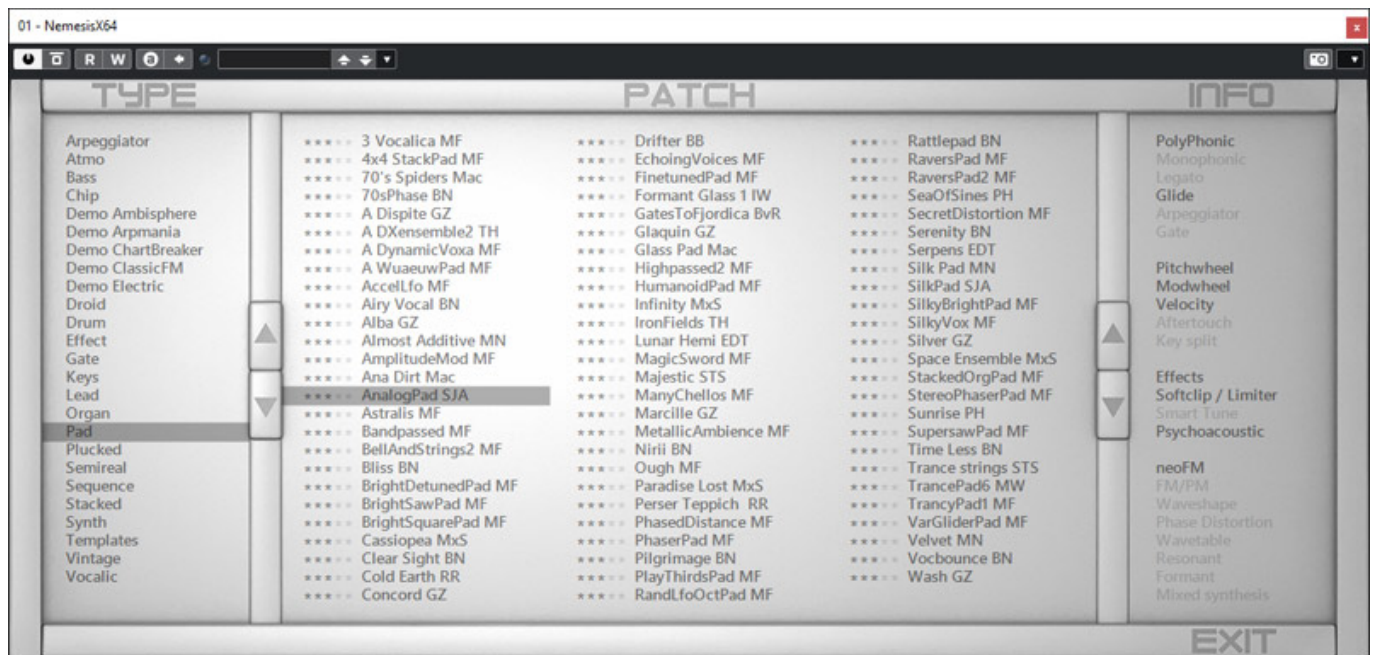 01 - NemesisX64
x
R W a
TYPE
PATCH
INFO
Arpeggiator
Atmo
Bass
Chip
Demo Ambisphere
Demo Arpmania
Demo ChartBreaker
Demo ClassicFM
Demo Electric
Droid
Drum
Effect
Gate
Keys
Lead
Organ
Pad
Plucked
Semireal
Sequence
Stacked
Synth
Templates
Vintage
Vocalic
3 Vocalica MF
4x4 StackPad MF
70's Spiders Mac
70sPhase BN
A Dispite GZ
A DXensemble2 TH
A DynamicVoxa MF
A WuaeuwPad MF
AccelLfo MF
Airy Vocal BN
Alba GZ
Almost Additive MN
AmplitudeMod MF
Ana Dirt Mac
AnalogPad SJA
Astralis MF
Bandpassed MF
BellAndStrings2 MF
Bliss BN
BrightDetunedPad MF
BrightSawPad MF
BrightSquarePad MF
Cassiopea MxS
Clear Sight BN
Cold Earth RR
Concord GZ
Drifter BB
EchoingVoices MF
FinetunedPad MF
Formant Glass 1 IW
GatesToFjordica BvR
Glaquin GZ
Glass Pad Mac
Highpassed2 MF
HumanoidPad MF
Infinity MxS
IronFields TH
Lunar Hemi EDT
MagicSword MF
Majestic STS
ManyChellos MF
Marcille GZ
MetallicAmbience MF
Nirii BN
Ough MF
Paradise Lost MxS
Perser Teppich  RR
PhasedDistance MF
PhaserPad MF
Pilgrimage BN
PlayThirdsPad MF
RandLfoOctPad MF
Rattlepad BN
RaversPad MF
RaversPad2 MF
SeaOfSines PH
SecretDistortion MF
Serenity BN
Serpens EDT
Silk Pad MN
SilkPad SJA
SilkyBrightPad MF
SilkyVox MF
Silver GZ
Space Ensemble MxS
StackedOrgPad MF
StereoPhaserPad MF
Sunrise PH
SupersawPad MF
Time Less BN
Trance strings STS
TrancePad6 MW
TrancyPad1 MF
VarGliderPad MF
Velvet MN
Vocbounce BN
Wash GZ
PolyPhonic
Monophonic
Legato
Glide
Arpeggiator
Gate
Pitchwheel
Modwheel
Velocity
Aftertouch
Key split
Effects
Softclip / Limiter
Smart Tune
Psychoacoustic
neoFM
FM/PM
Waveshape
Phase Distortion
Wavetable
Resonant
Formant
Mixed synthesis
EXIT